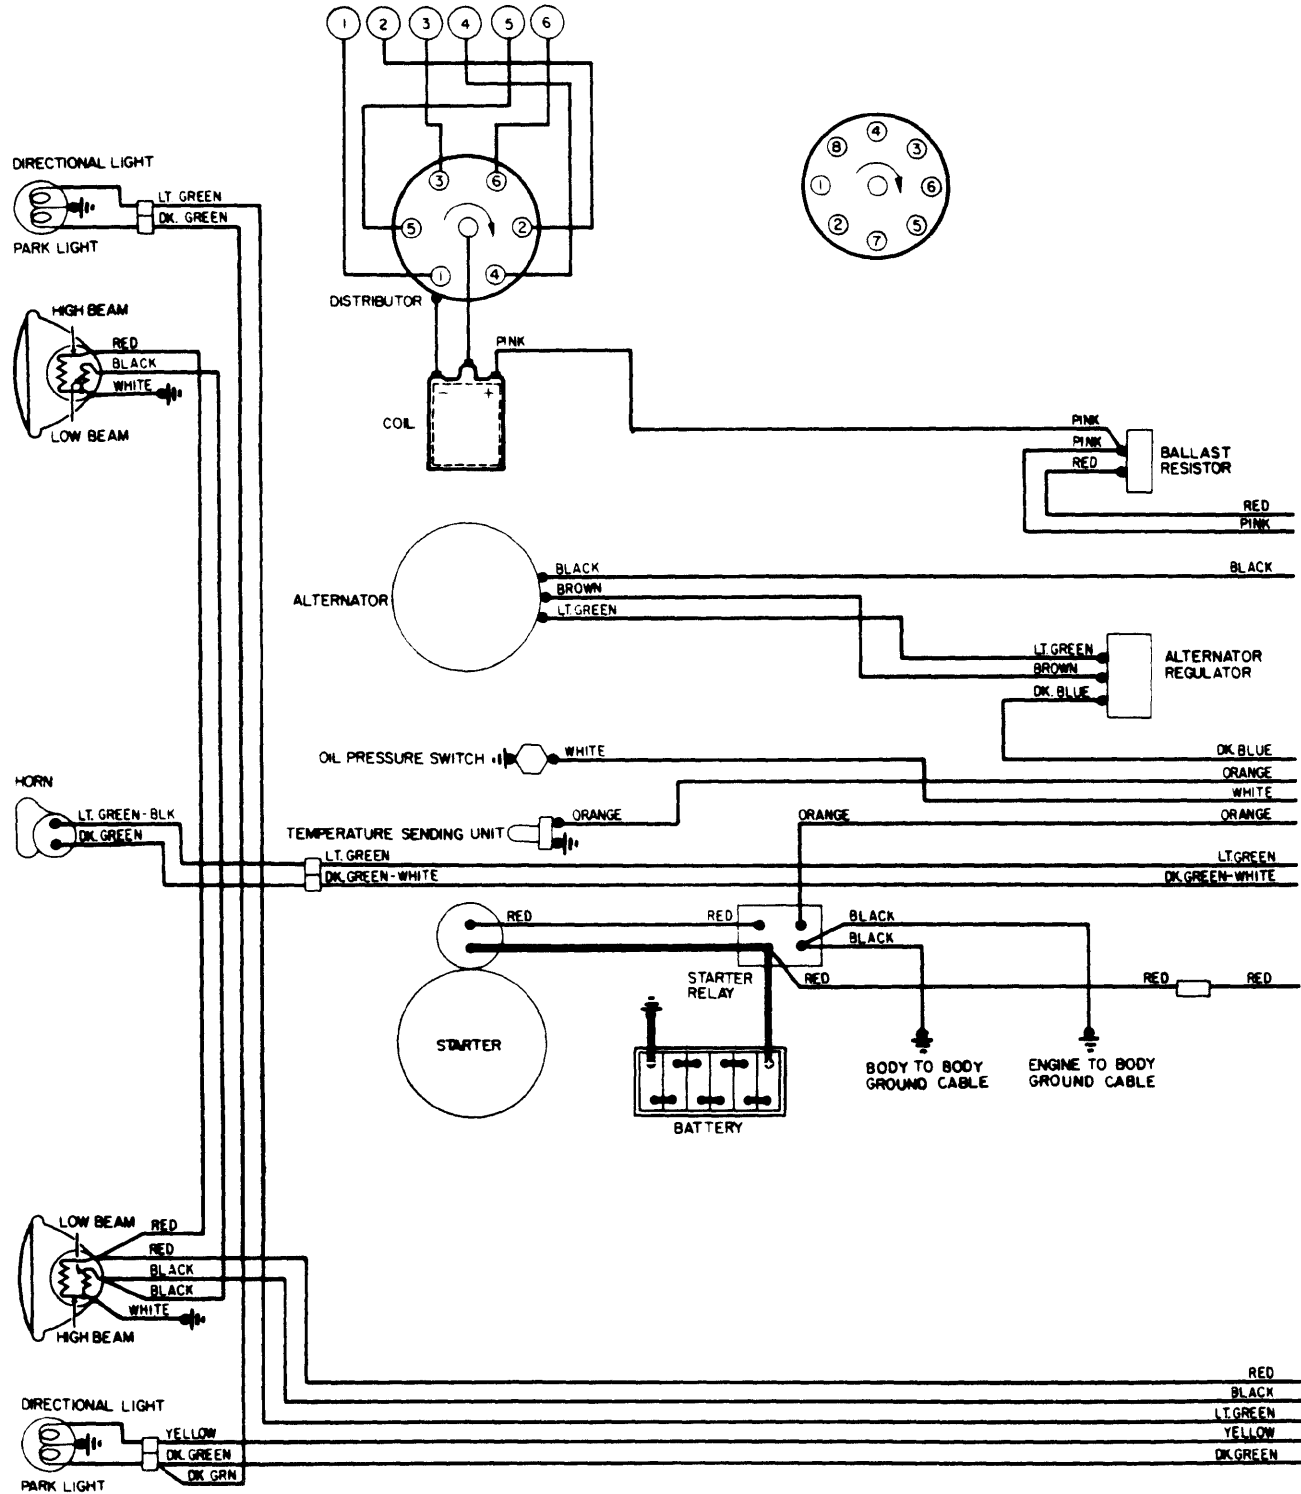 1 2 3 4 5 6
3 6
5 2
1 4
DISTRIBUTOR
4
8 3
1 6
2 5
7
DIRECTIONAL LIGHT
LT. GREEN
DK. GREEN
PARK LIGHT
HIGH BEAM
RED
BLACK
WHITE
LOW BEAM
PINK
- +
COIL
PINK
PINK
RED
BALLAST
RESISTOR
RED
PINK
ALTERNATOR
BLACK
BROWN
LT. GREEN
BLACK
LT. GREEN
BROWN
DK. BLUE
ALTERNATOR
REGULATOR
OIL PRESSURE SWITCH
WHITE
DK. BLUE
ORANGE
WHITE
HORN
LT. GREEN-BLK
DK. GREEN
TEMPERATURE SENDING UNIT
ORANGE
ORANGE
ORANGE
LT. GREEN
DK. GREEN-WHITE
LT. GREEN
DK. GREEN-WHITE
RED
RED
BLACK
BLACK
STARTER
RELAY
RED
RED
RED
STARTER
BATTERY
BODY TO BODY
GROUND CABLE
ENGINE TO BODY
GROUND CABLE
LOW BEAM
RED
RED
BLACK
BLACK
WHITE
HIGH BEAM
DIRECTIONAL LIGHT
YELLOW
DK. GREEN
DK. GRN
PARK LIGHT
RED
BLACK
LT. GREEN
YELLOW
DK. GREEN